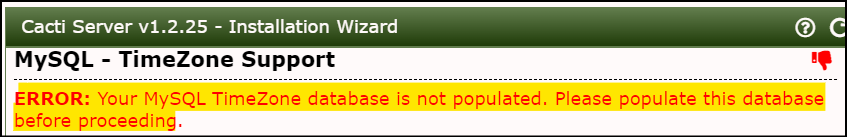 Cacti Server v1.2.25 - Installation Wizard
MySQL - TimeZone Support
ERROR: Your MySQL TimeZone database is not populated. Please populate this database
before proceeding.